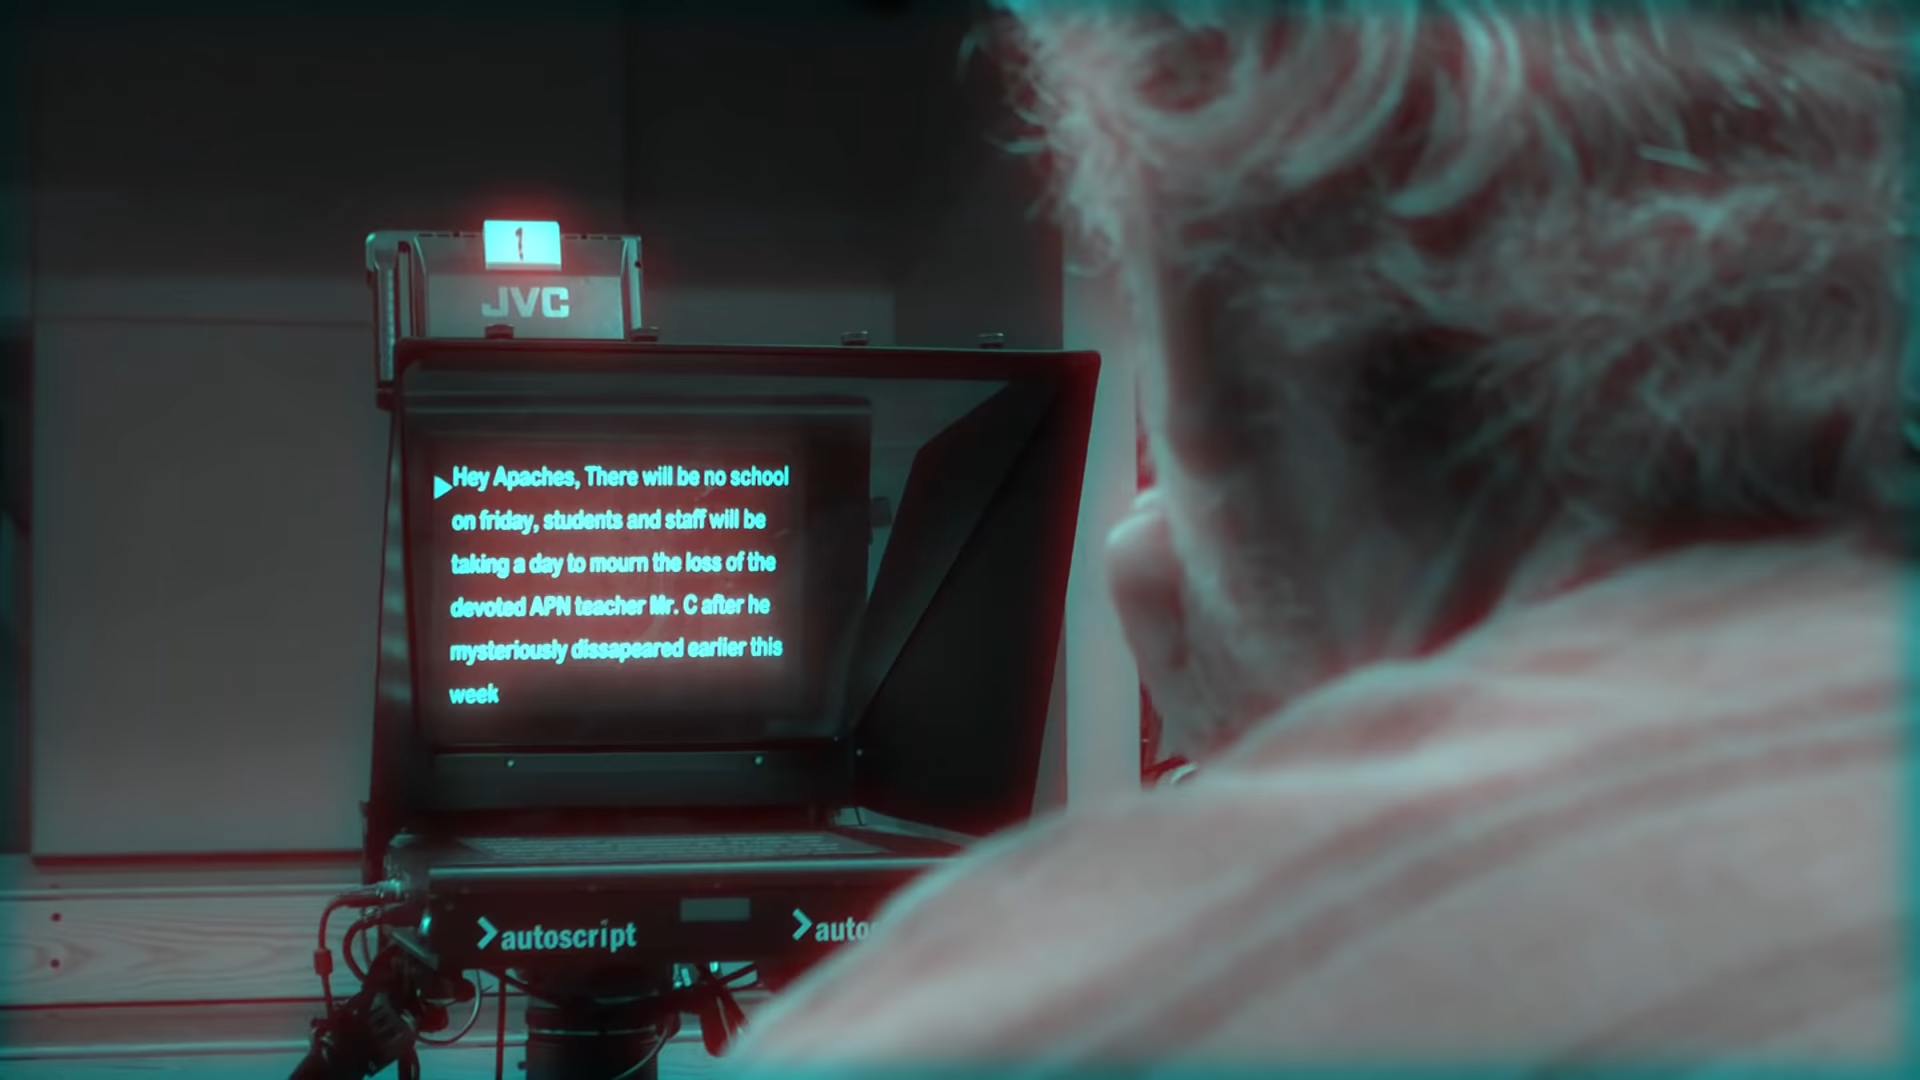 1
JVC
Hey Apaches, There will be no school
on friday, students and staff will be
taking a day to mourn the loss of the
devoted APN teacher Mr. C after he
mysteriously dissapeared earlier this
week
autoscript